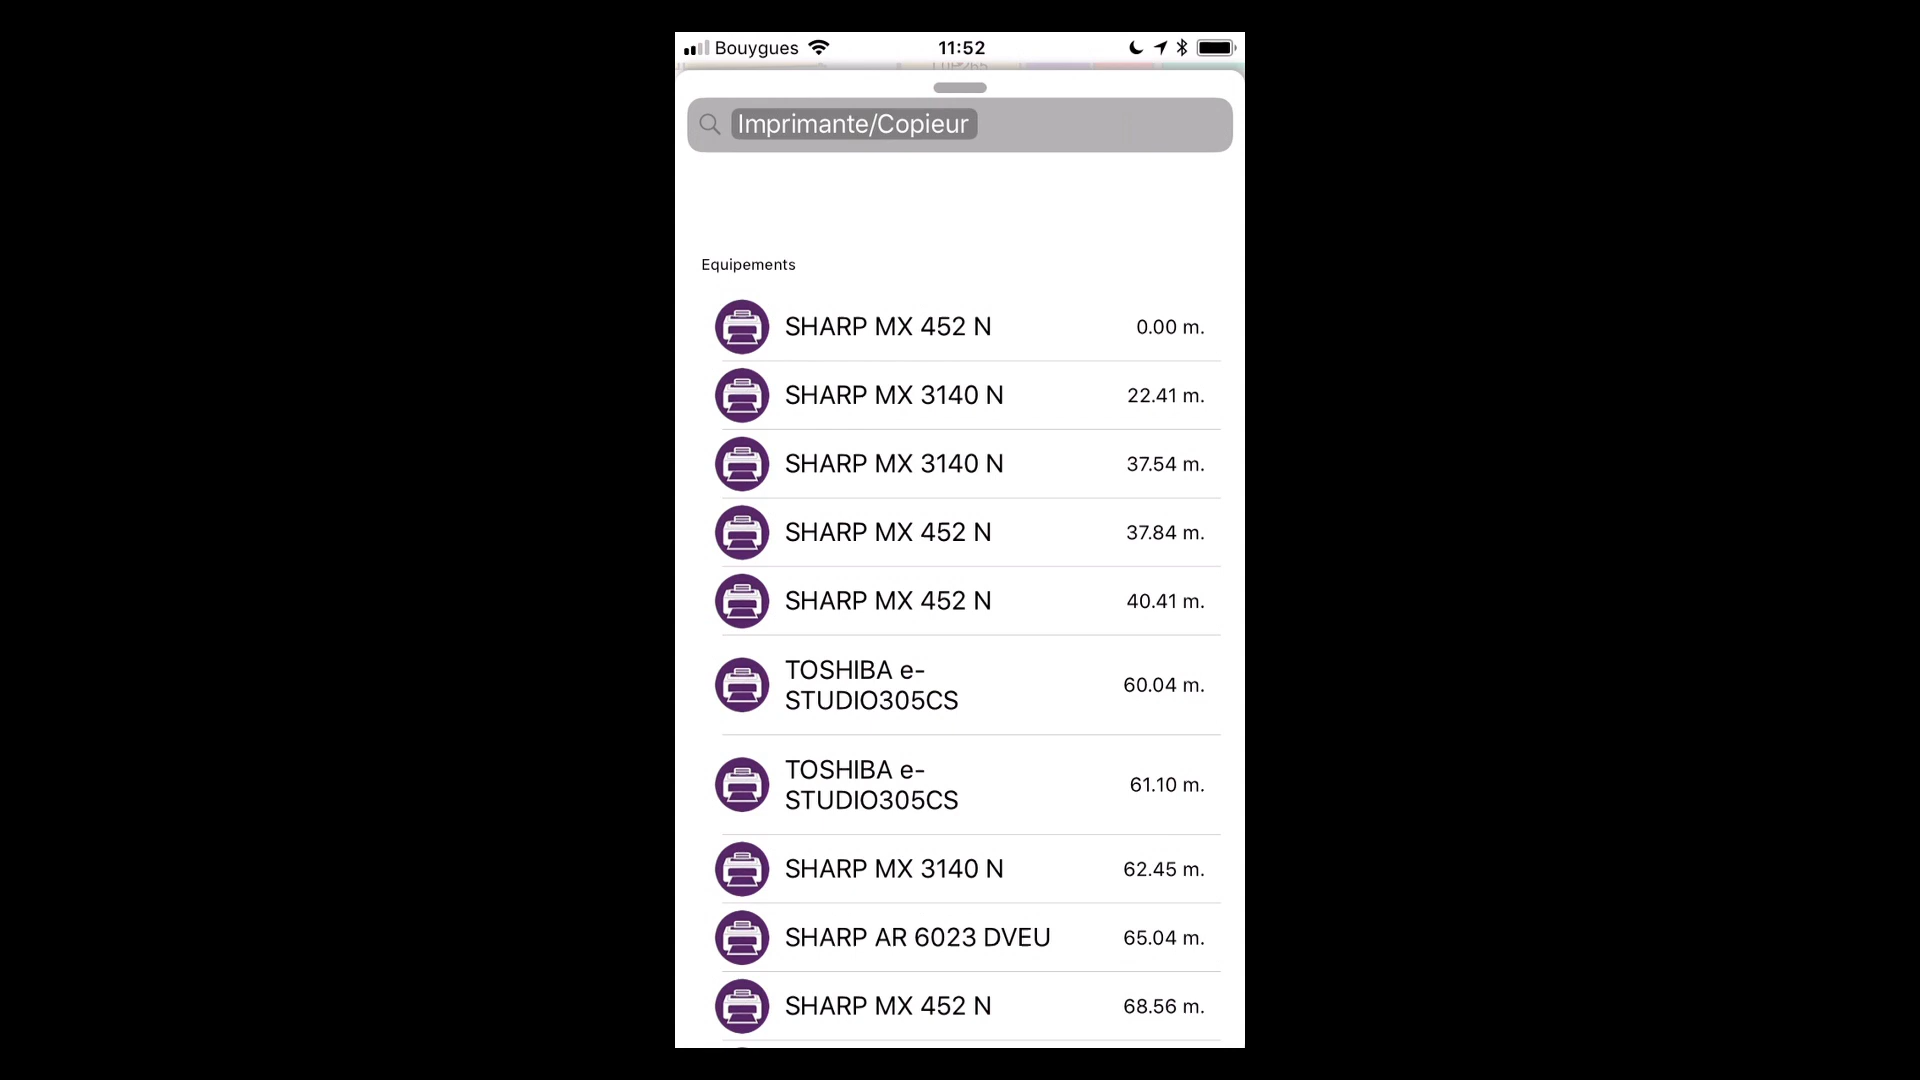 Bouygues 11:52
Imprimante/Copieur
Equipements
SHARP MX 452 N 0.00 m.
SHARP MX 3140 N 22.41 m.
SHARP MX 3140 N 37.54 m.
SHARP MX 452 N 37.84 m.
SHARP MX 452 N 40.41 m.
TOSHIBA e-
STUDIO305CS 60.04 m.
TOSHIBA e-
STUDIO305CS 61.10 m.
SHARP MX 3140 N 62.45 m.
SHARP AR 6023 DVEU 65.04 m.
SHARP MX 452 N 68.56 m.